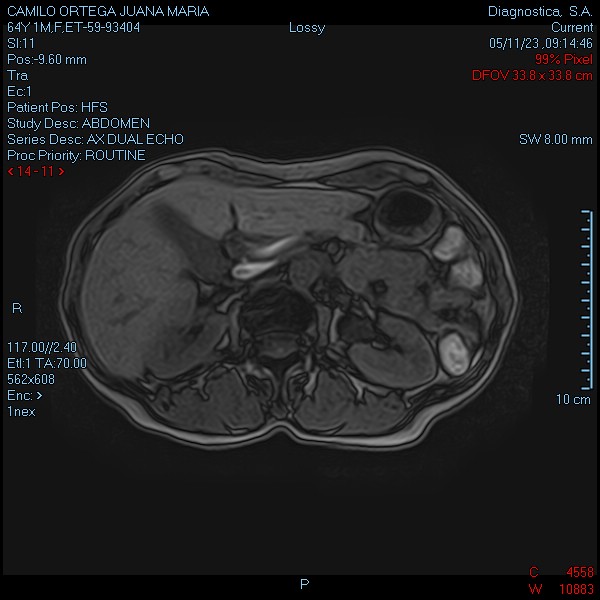 CAMILO ORTEGA JUANA MARIA
64Y 1M,F,ET-59-93404
Sl:11
Pos:-9.60 mm
Tra
Ec:1
Patient Pos: HFS
Study Desc: ABDOMEN
Series Desc: AX DUAL ECHO
Proc Priority: ROUTINE
< 14 - 11 >
Lossy
Diagnostica, S.A.
Current
05/11/23 ,09:14:46
99% Pixel
DFOV 33.8 x 33.8 cm
SW 8.00 mm
R
117.00//2.40
Etl:1 TA:70.00
562x608
Enc: >
1nex
10 cm
P
C 4558
W 10883